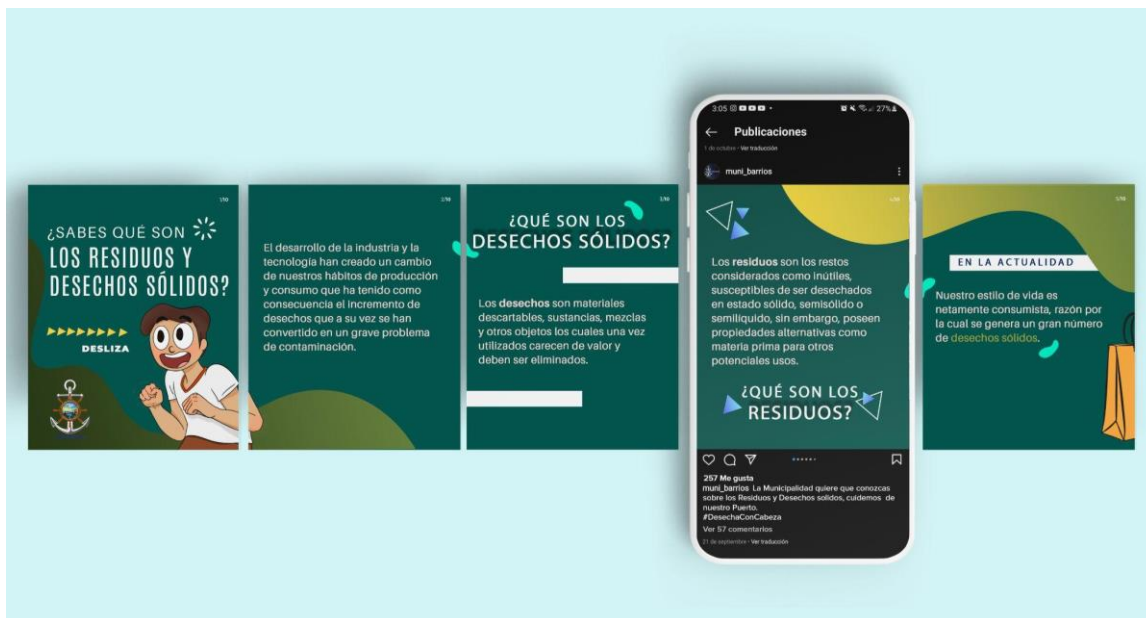 1/10
¿SABES QUÉ SON
LOS RESIDUOS Y
DESECHOS SÓLIDOS?
DESLIZA
El desarrollo de la industria y la
tecnología han creado un cambio
de nuestros hábitos de producción
y consumo que ha tenido como
consecuencia el incremento de
desechos que a su vez se han
convertido en un grave problema
de contaminación.
¿QUÉ SON LOS
DESECHOS SÓLIDOS?
Los desechos son materiales
descartables, sustancias, mezclas
y otros objetos los cuales una vez
utilizados carecen de valor y
deben ser eliminados.
3:05
27%
Publicaciones
1 de octubre · Ver traducción
muni_barrios
Los residuos son los restos
considerados como inútiles,
susceptibles de ser desechados
en estado sólido, semisólido o
semilíquido, sin embargo, poseen
propiedades alternativas como
materia prima para otros
potenciales usos.
¿QUÉ SON LOS
RESIDUOS?
257 Me gusta
muni_barrios La Municipalidad quiere que conozcas
sobre los Residuos y Desechos solidos, cuidemos de
nuestro Puerto.
#DesechaConCabeza
Ver 57 comentarios
21 de septiembre · Ver traducción
EN LA ACTUALIDAD
Nuestro estilo de vida es
netamente consumista, razón por
la cual se genera un gran número
de desechos sólidos.